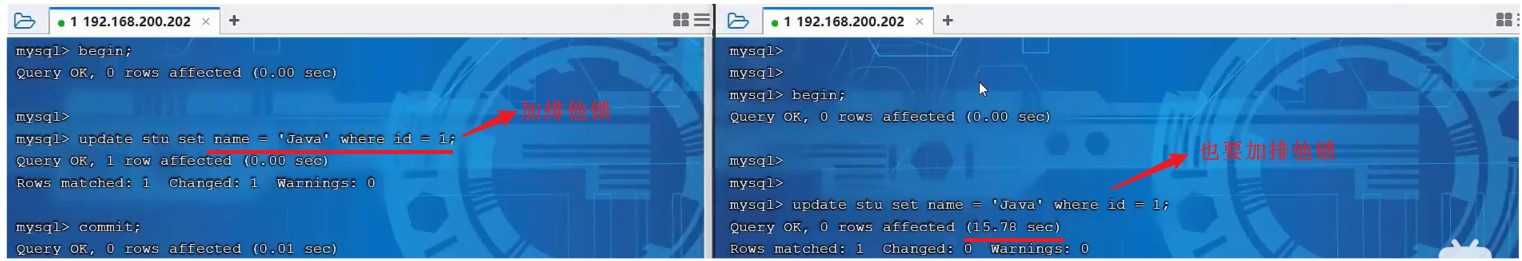 1 192.168.200.202 × +
mysql> begin;
Query OK, 0 rows affected (0.00 sec)
mysql>
加排他锁
mysql> update stu set name = 'Java' where id = 1;
Query OK, 1 row affected (0.00 sec)
Rows matched: 1  Changed: 1  Warnings: 0
mysql> commit;
Query OK, 0 rows affected (0.01 sec)
1 192.168.200.202 × +
mysql>
mysql>
mysql> begin;
Query OK, 0 rows affected (0.00 sec)
mysql>
也要加排他锁
mysql>
mysql> update stu set name = 'Java' where id = 1;
Query OK, 0 rows affected (15.78 sec)
Rows matched: 1  Changed: 0  Warnings: 0